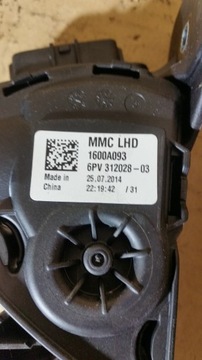 MMC LHD
1600A093
6PV 312028-03
Made in 25.07.2014
China 22:19:42 /31